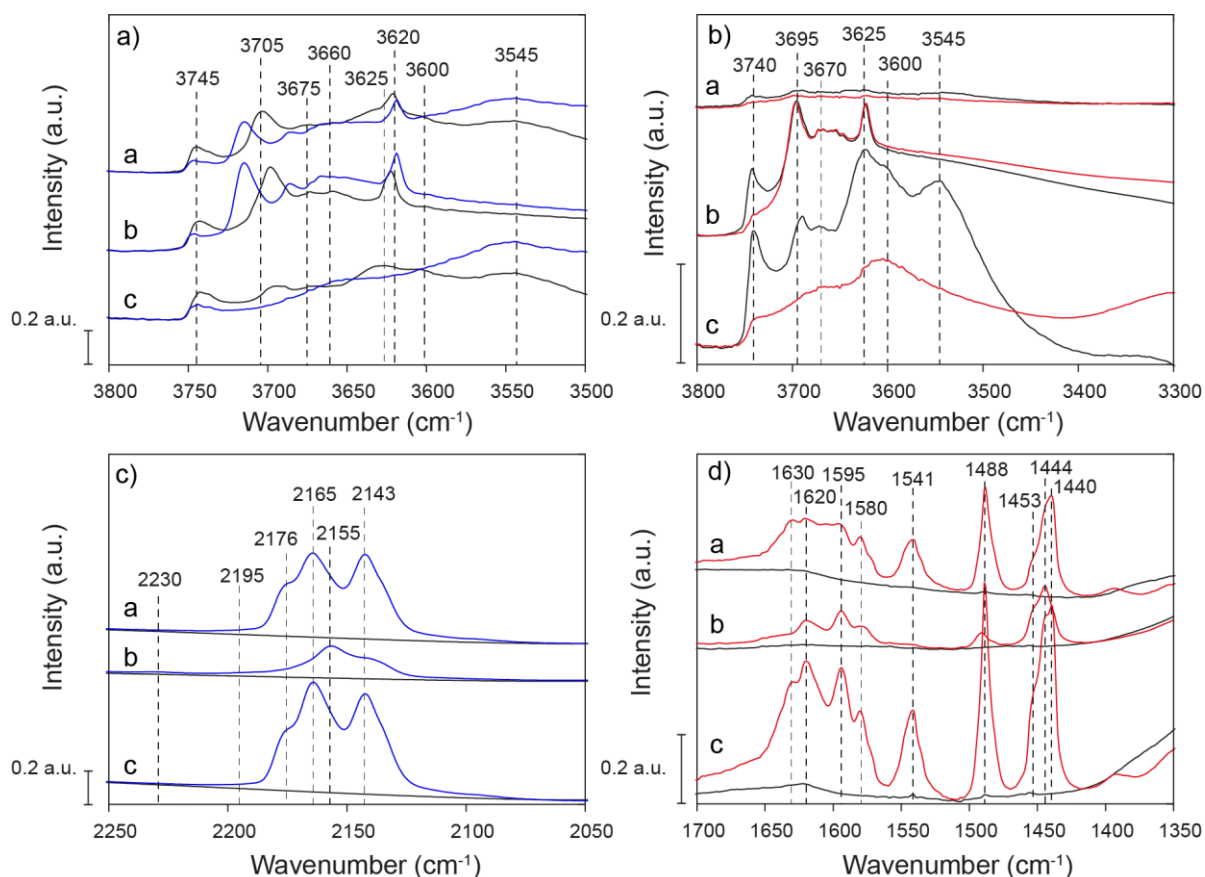 a)
3705
3660
3620
3745
3675
3625
3600
3545
a
b
c
0.2 a.u.
Intensity (a.u.)
3800 3750 3700 3650 3600 3550 3500
Wavenumber (cm⁻¹)
b)
3695
3625
3545
3740
3670
3600
a
b
c
0.2 a.u.
Intensity (a.u.)
3800 3700 3600 3500 3400 3300
Wavenumber (cm⁻¹)
c)
2165 2143
2176
2155
2230
2195
a
b
c
0.2 a.u.
Intensity (a.u.)
2250 2200 2150 2100 2050
Wavenumber (cm⁻¹)
d)
1630 1595 1541 1488 1444
1620
1580
1453
1440
a
b
c
0.2 a.u.
Intensity (a.u.)
1700 1650 1600 1550 1500 1450 1400 1350
Wavenumber (cm⁻¹)